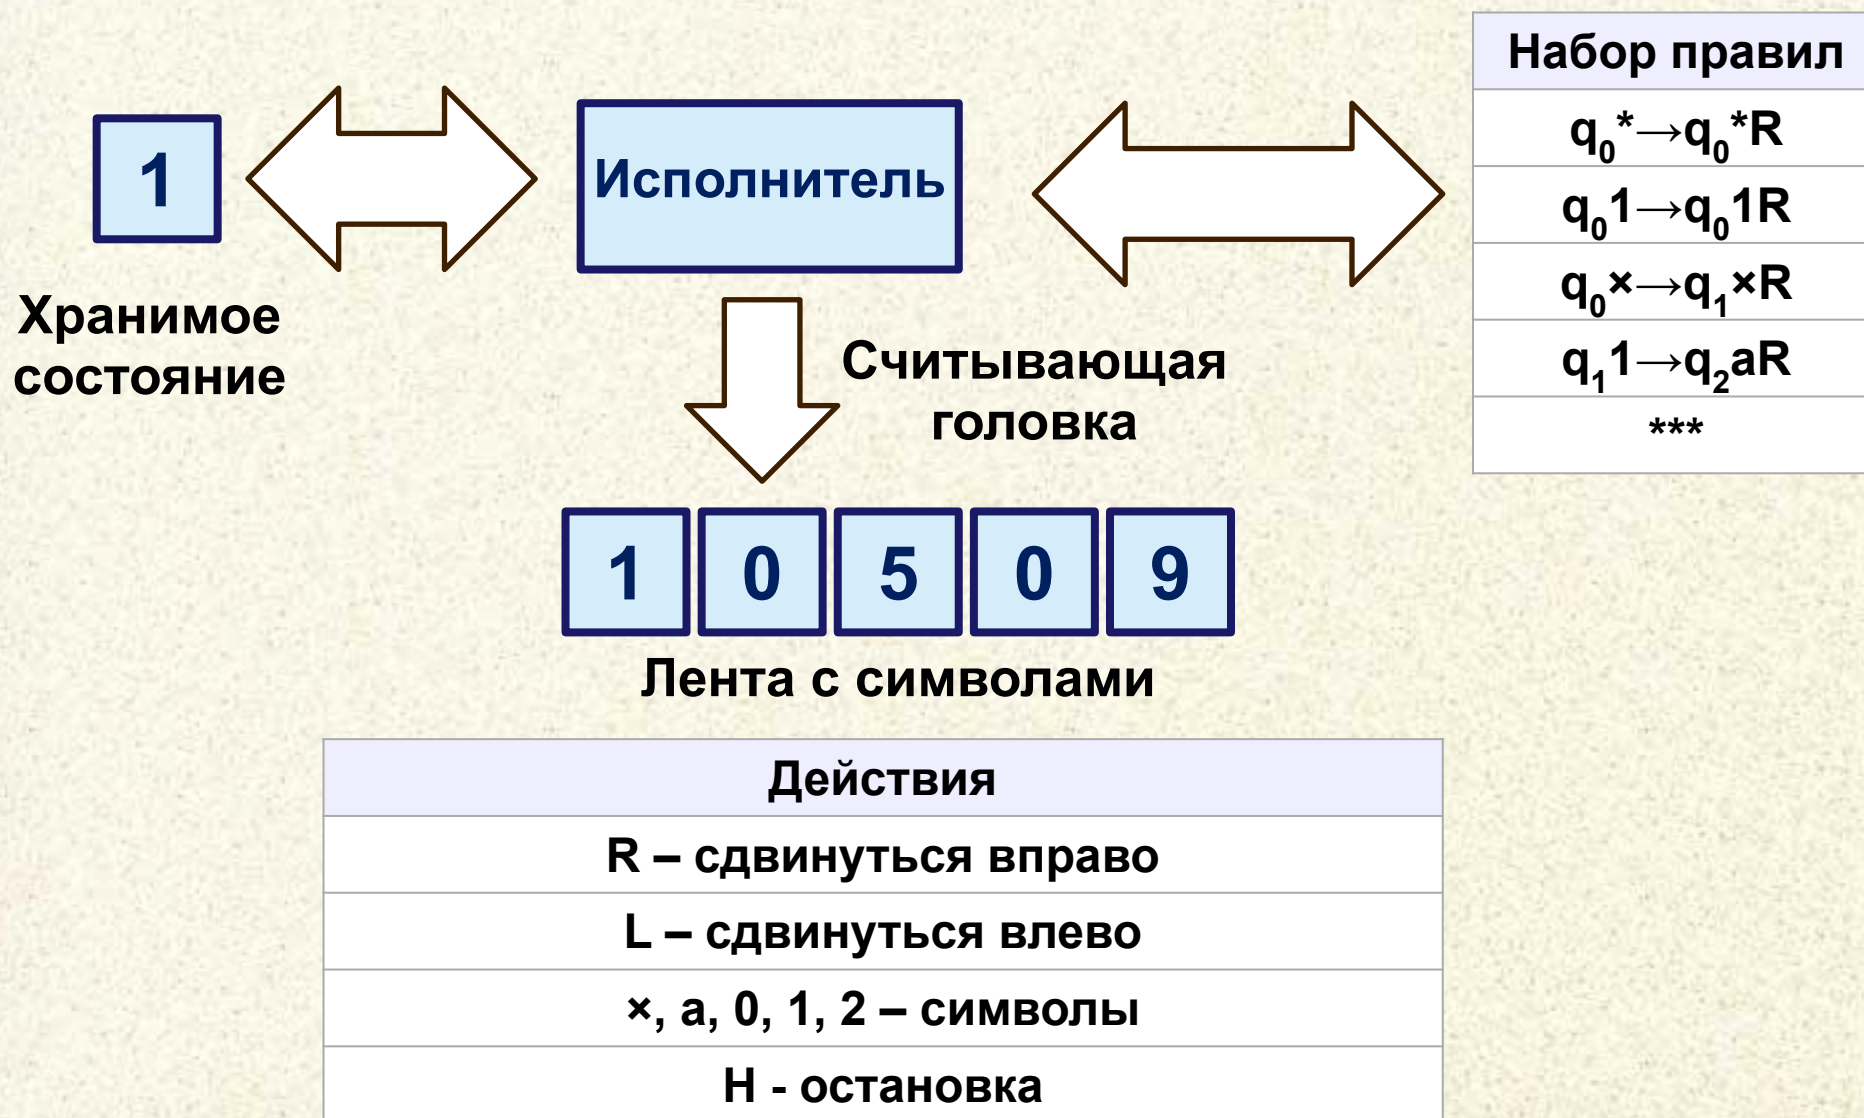 Набор правил
q₀*→q₀*R
q₀1→q₀1R
q₀×→q₁×R
q₁1→q₂aR
***
1
Исполнитель
Хранимое
состояние
Считывающая
головка
1 0 5 0 9
Лента с символами
Действия
R – сдвинуться вправо
L – сдвинуться влево
×, a, 0, 1, 2 – символы
H - остановка